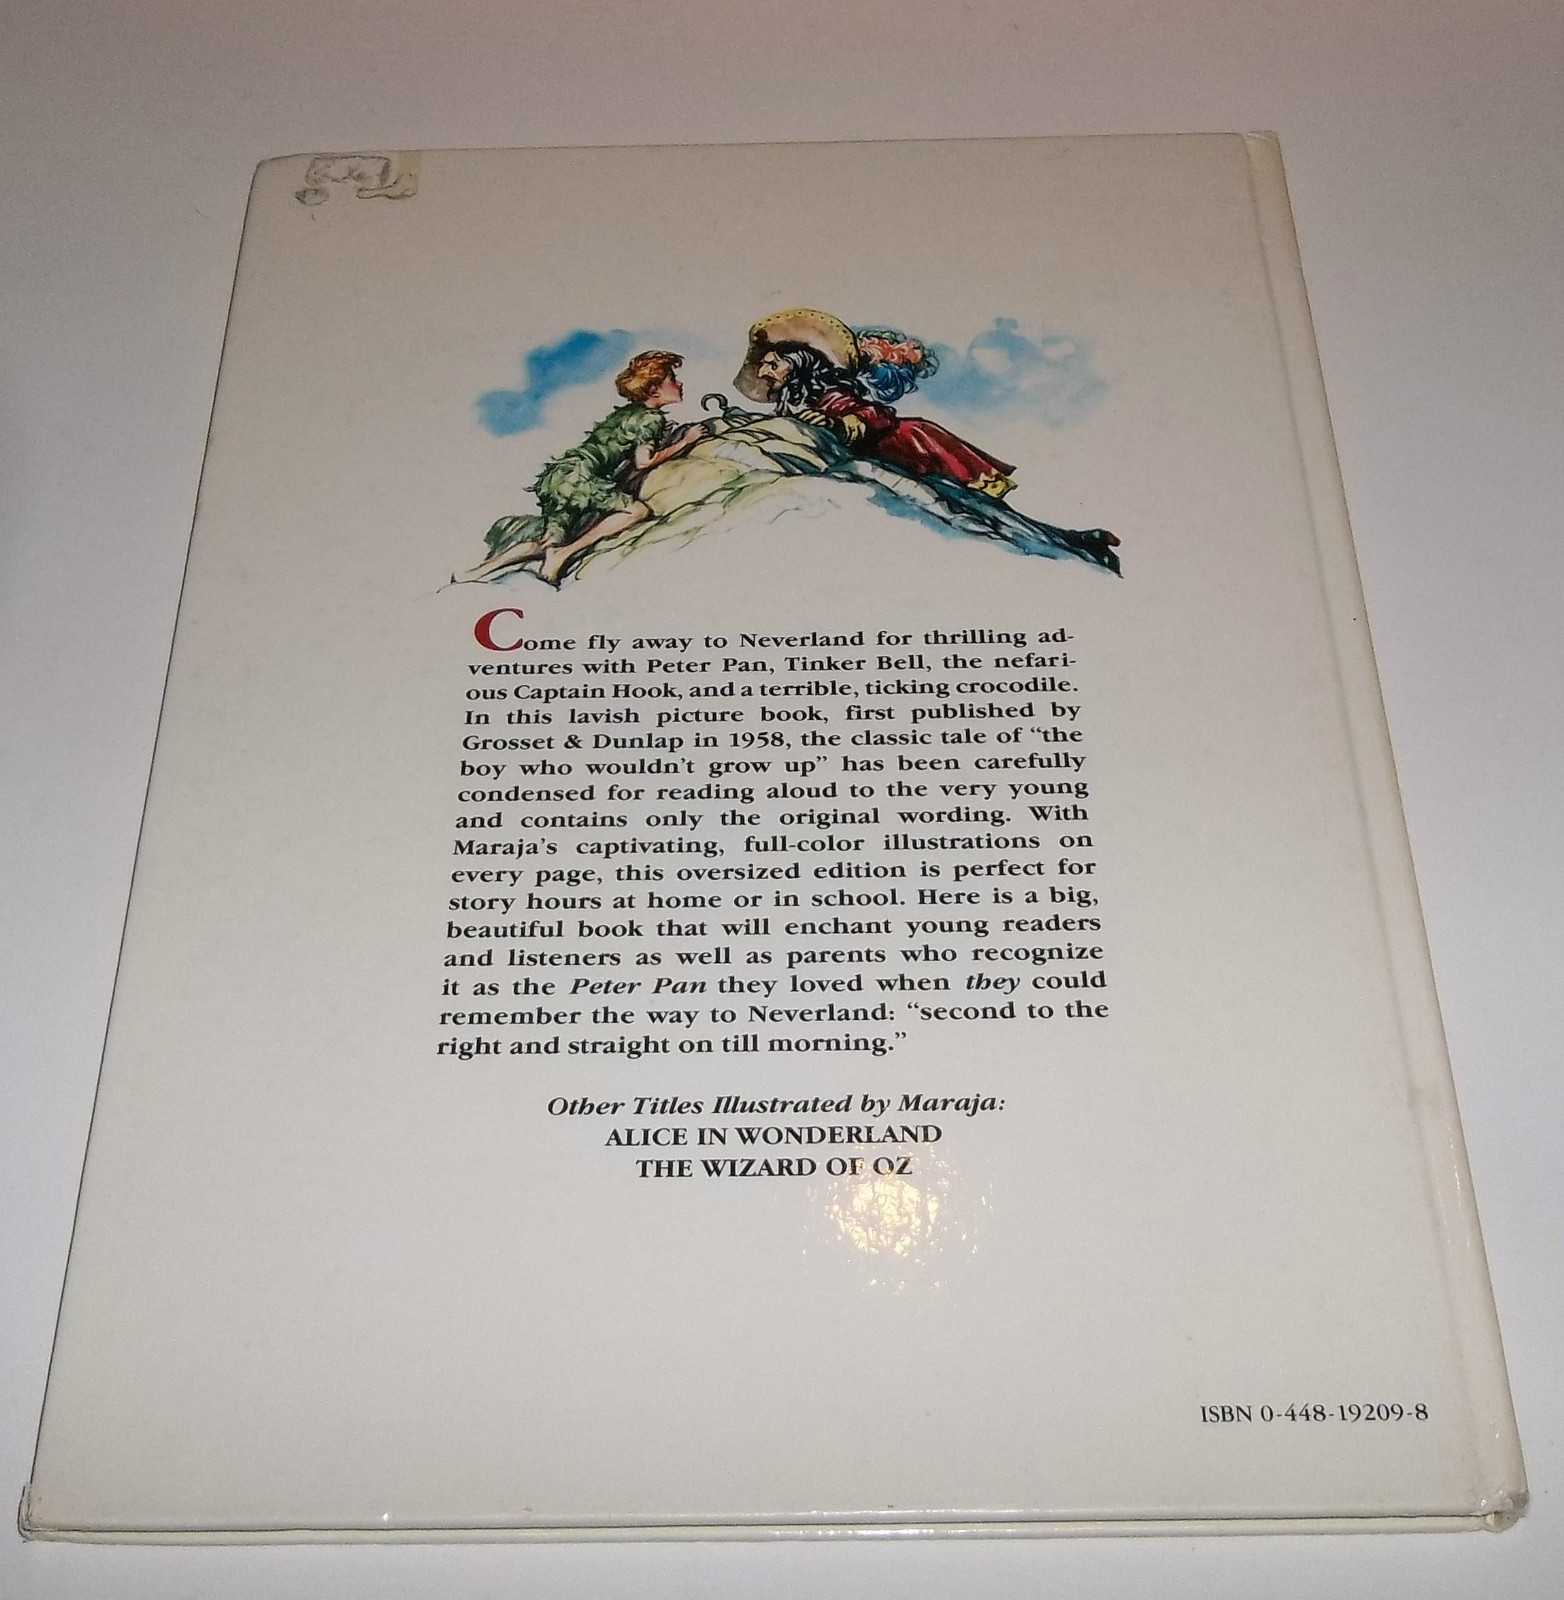 Come fly away to Neverland for thrilling ad-
ventures with Peter Pan, Tinker Bell, the nefari-
ous Captain Hook, and a terrible, ticking crocodile.
In this lavish picture book, first published by
Grosset & Dunlap in 1958, the classic tale of “the
boy who wouldn’t grow up” has been carefully
condensed for reading aloud to the very young
and contains only the original wording. With
Maraja’s captivating, full-color illustrations on
every page, this oversized edition is perfect for
story hours at home or in school. Here is a big,
beautiful book that will enchant young readers
and listeners as well as parents who recognize
it as the Peter Pan they loved when they could
remember the way to Neverland: “second to the
right and straight on till morning.”
Other Titles Illustrated by Maraja:
ALICE IN WONDERLAND
THE WIZARD OF OZ
ISBN 0-448-19209-8